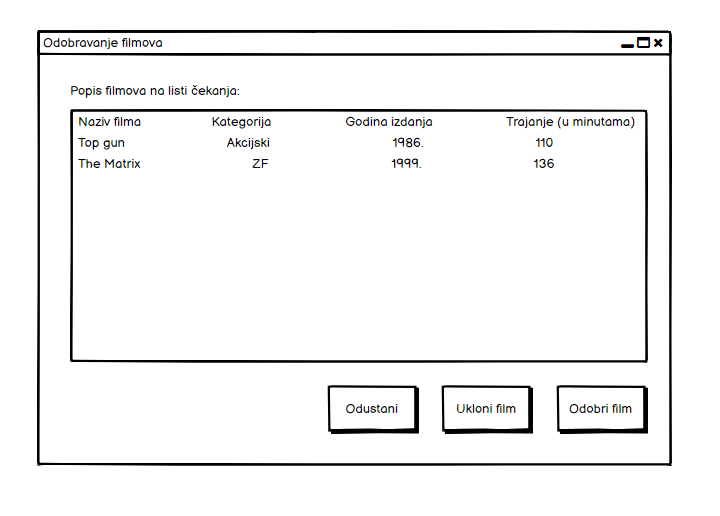 Odobravanje filmova
Popis filmova na listi čekanja:
Naziv filma Kategorija Godina izdanja Trajanje (u minutama)
Top gun Akcijski 1986. 110
The Matrix ZF 1999. 136
Odustani Ukloni film Odobri film